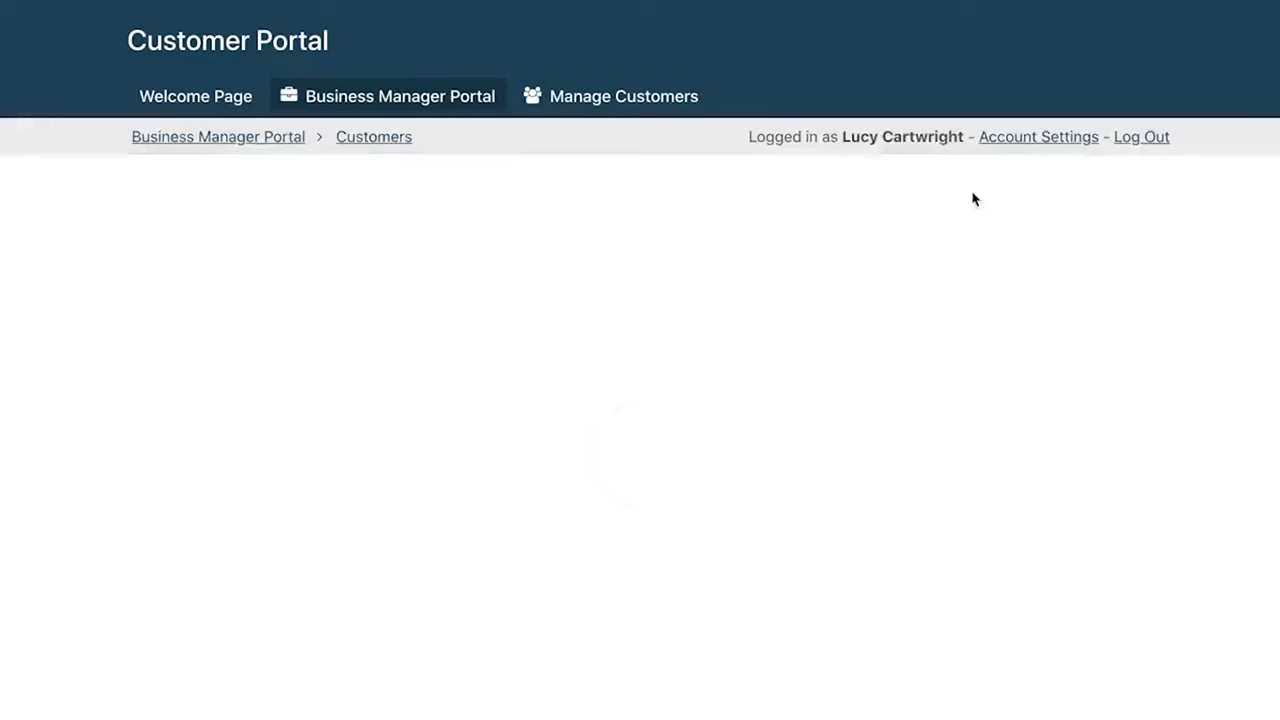 Customer Portal
Welcome Page Business Manager Portal Manage Customers
Business Manager Portal > Customers Logged in as Lucy Cartwright - Account Settings - Log Out